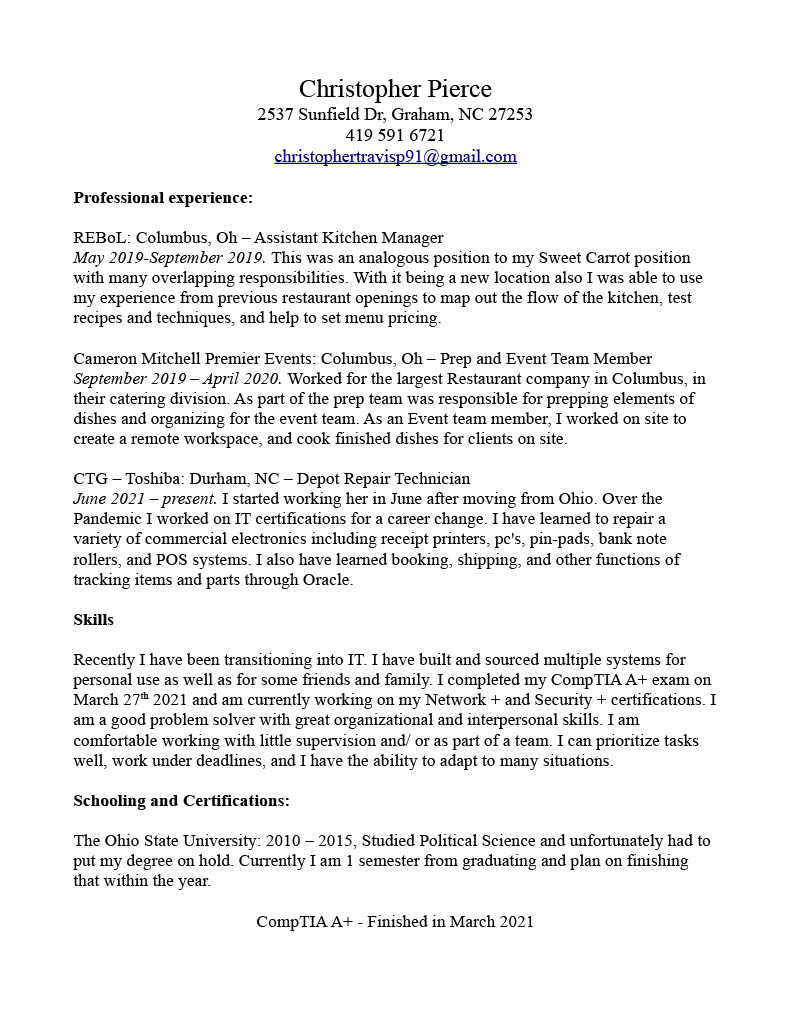 Christopher Pierce
2537 Sunfield Dr, Graham, NC 27253
419 591 6721
christophertravisp91@gmail.com
Professional experience:
REBoL: Columbus, Oh – Assistant Kitchen Manager
May 2019-September 2019. This was an analogous position to my Sweet Carrot position
with many overlapping responsibilities. With it being a new location also I was able to use
my experience from previous restaurant openings to map out the flow of the kitchen, test
recipes and techniques, and help to set menu pricing.
Cameron Mitchell Premier Events: Columbus, Oh – Prep and Event Team Member
September 2019 – April 2020. Worked for the largest Restaurant company in Columbus, in
their catering division. As part of the prep team was responsible for prepping elements of
dishes and organizing for the event team. As an Event team member, I worked on site to
create a remote workspace, and cook finished dishes for clients on site.
CTG – Toshiba: Durham, NC – Depot Repair Technician
June 2021 – present. I started working her in June after moving from Ohio. Over the
Pandemic I worked on IT certifications for a career change. I have learned to repair a
variety of commercial electronics including receipt printers, pc's, pin-pads, bank note
rollers, and POS systems. I also have learned booking, shipping, and other functions of
tracking items and parts through Oracle.
Skills
Recently I have been transitioning into IT. I have built and sourced multiple systems for
personal use as well as for some friends and family. I completed my CompTIA A+ exam on
March 27th 2021 and am currently working on my Network + and Security + certifications. I
am a good problem solver with great organizational and interpersonal skills. I am
comfortable working with little supervision and/ or as part of a team. I can prioritize tasks
well, work under deadlines, and I have the ability to adapt to many situations.
Schooling and Certifications:
The Ohio State University: 2010 – 2015, Studied Political Science and unfortunately had to
put my degree on hold. Currently I am 1 semester from graduating and plan on finishing
that within the year.
CompTIA A+ - Finished in March 2021